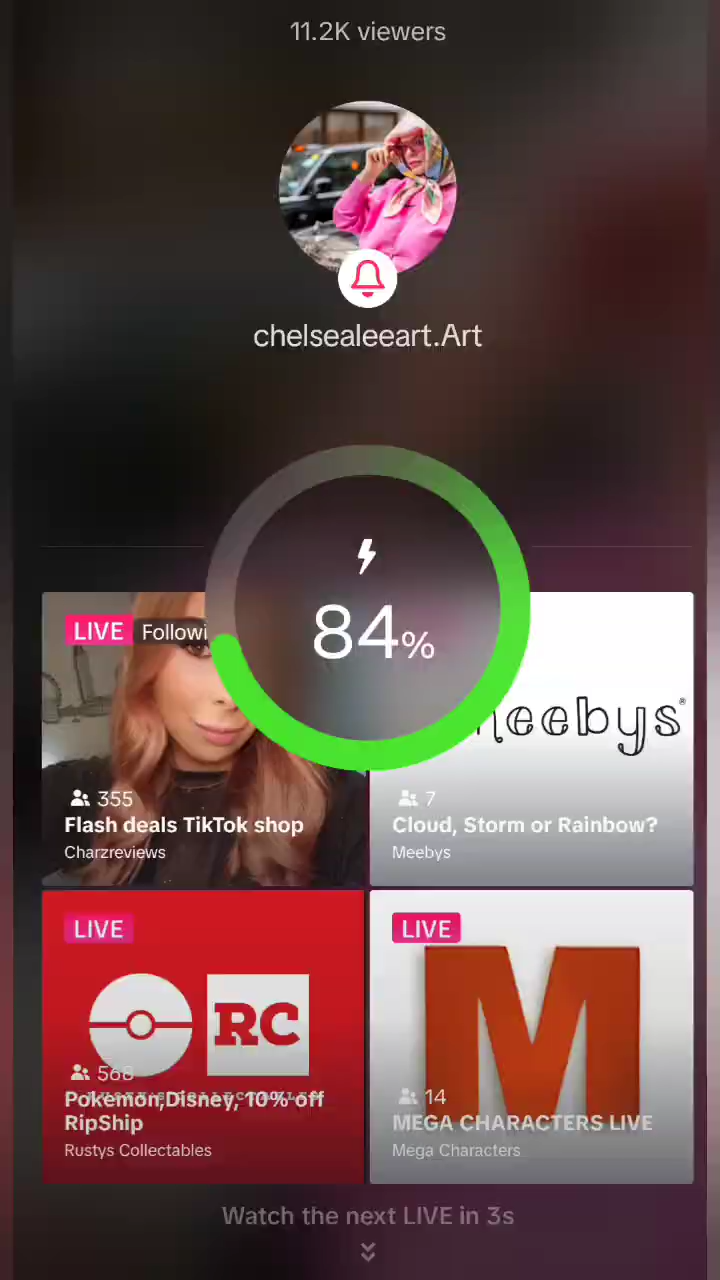 11.2K viewers
chelsealeeart.Art
84%
LIVE Followi
355
Flash deals TikTok shop
Charzreviews
eebys®
7
Cloud, Storm or Rainbow?
Meebys
LIVE
RC
568
Pokemon,Disney, 10% off
RipShip
Rustys Collectables
LIVE
M
14
MEGA CHARACTERS LIVE
Mega Characters
Watch the next LIVE in 3s